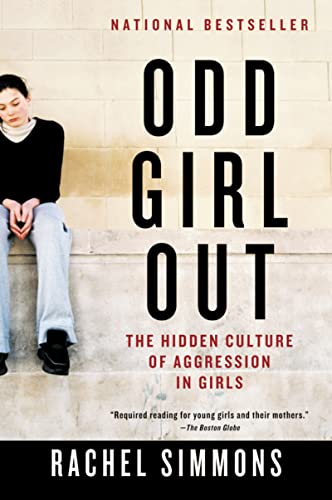 NATIONAL BESTSELLER
ODD
GIRL
OUT
THE HIDDEN CULTURE
OF AGGRESSION
IN GIRLS
"Required reading for young girls and their mothers."
—The Boston Globe
RACHEL SIMMONS